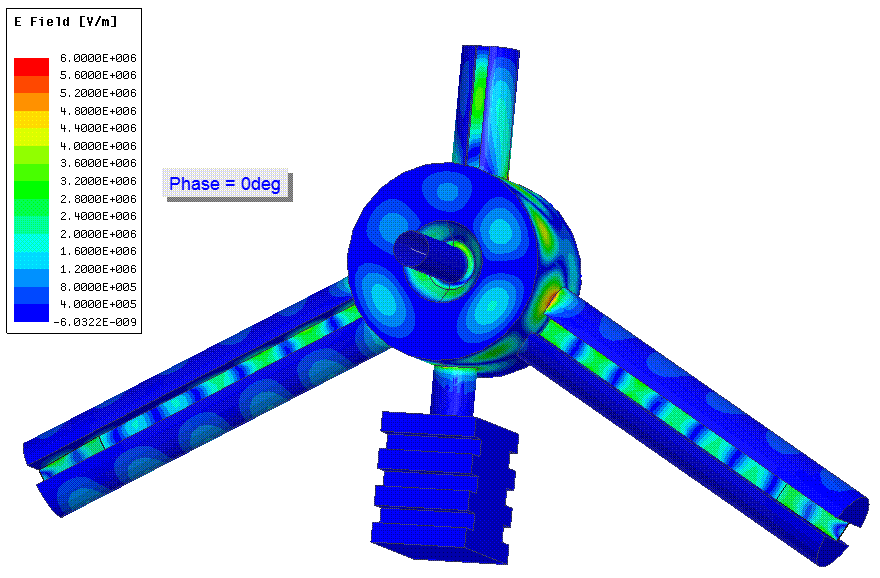 E Field [V/m]
6.0000E+006
5.6000E+006
5.2000E+006
4.8000E+006
4.4000E+006
4.0000E+006
3.6000E+006
3.2000E+006
2.8000E+006
2.4000E+006
2.0000E+006
1.6000E+006
1.2000E+006
8.0000E+005
4.0000E+005
-6.0322E-009
Phase = 0deg